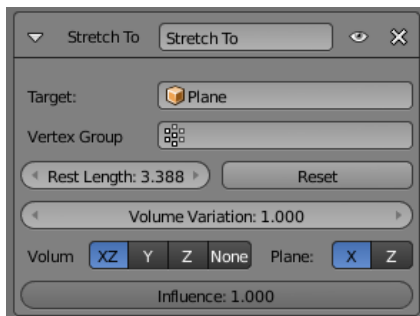 Stretch To Stretch To
Target: Plane
Vertex Group
Rest Length: 3.388 Reset
Volume Variation: 1.000
Volum XZ Y Z None Plane: X Z
Influence: 1.000